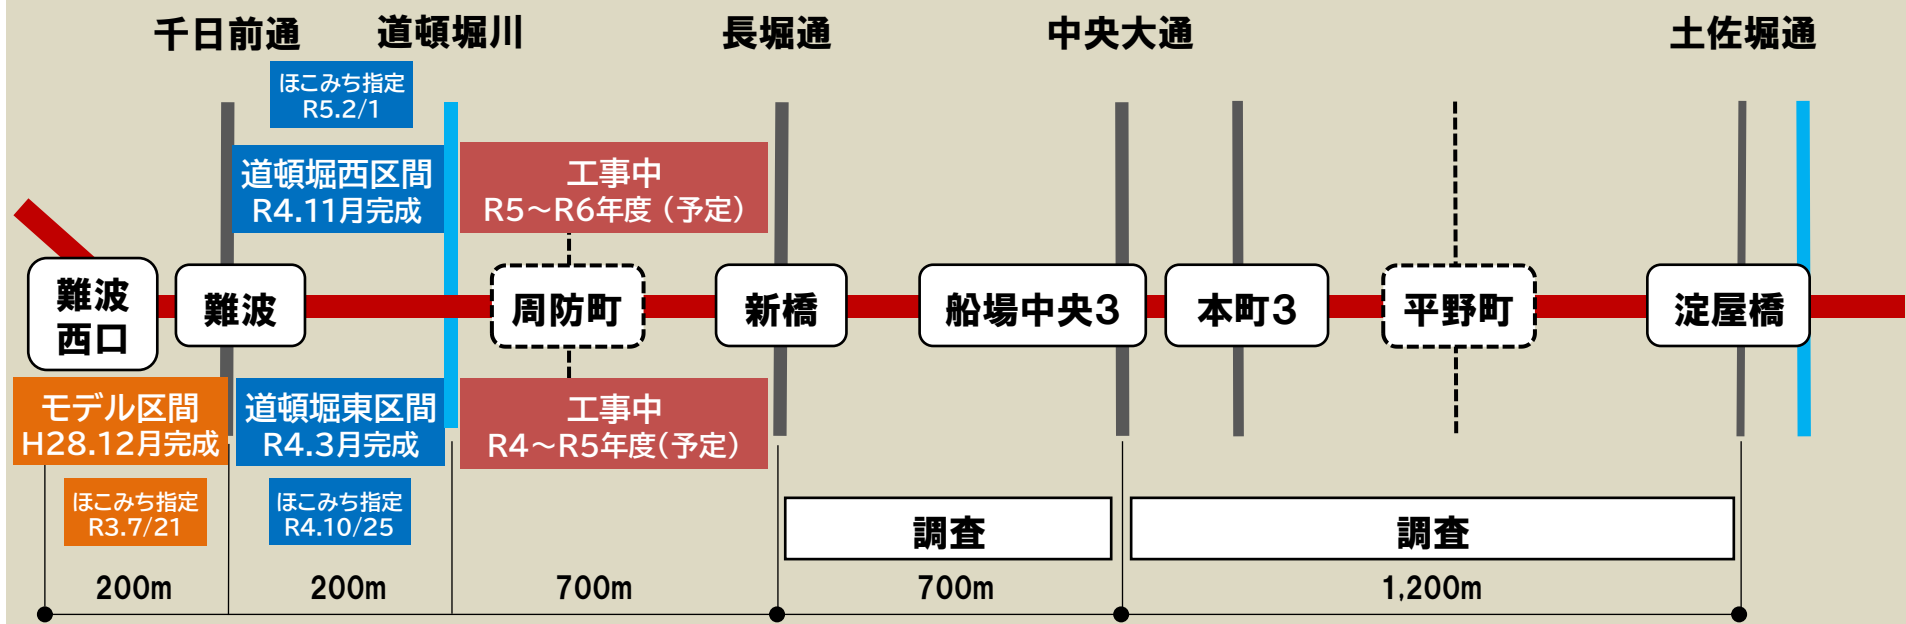 千日前通
道頓堀川
長堀通
中央大通
土佐堀通
ほこみち指定
R5.2/1
道頓堀西区間
R4.11月完成
工事中
R5～R6年度（予定）
難波
西口
難波
周防町
新橋
船場中央3
本町3
平野町
淀屋橋
モデル区間
H28.12月完成
道頓堀東区間
R4.3月完成
工事中
R4～R5年度(予定)
ほこみち指定
R3.7/21
ほこみち指定
R4.10/25
調査
調査
200m
200m
700m
700m
1,200m